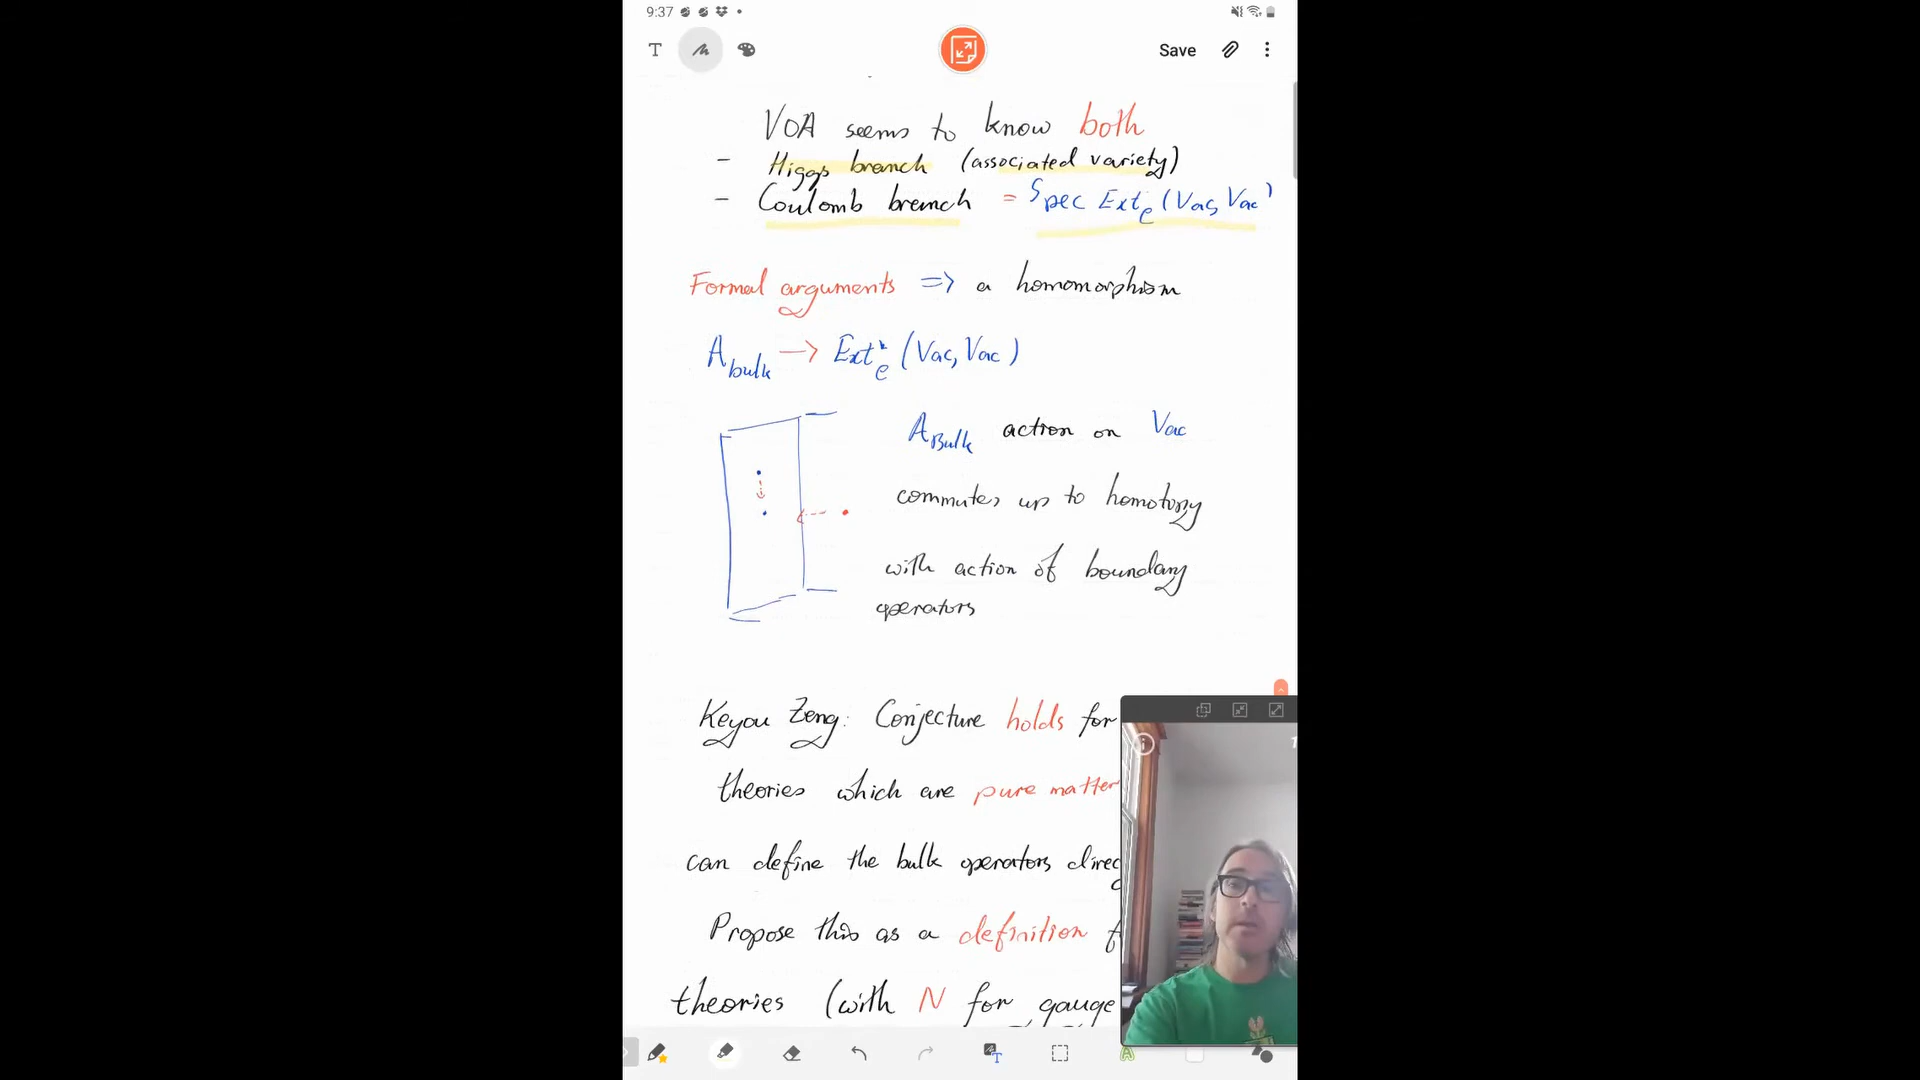 9:37
T
Save
VOA seems to know both
- Higgs branch (associated variety)
- Coulomb branch = Spec Ext_e (Vac, Vac)
Formal arguments => a homomorphism
A_bulk → Ext^*_e (Vac, Vac)
A_Bulk action on Vac
commutes up to homotopy
with action of boundary
operators
Keyou Zeng: Conjecture holds for
theories which are pure matter
can define the bulk operators direc
Propose this as a definition f
theories (with N for gauge